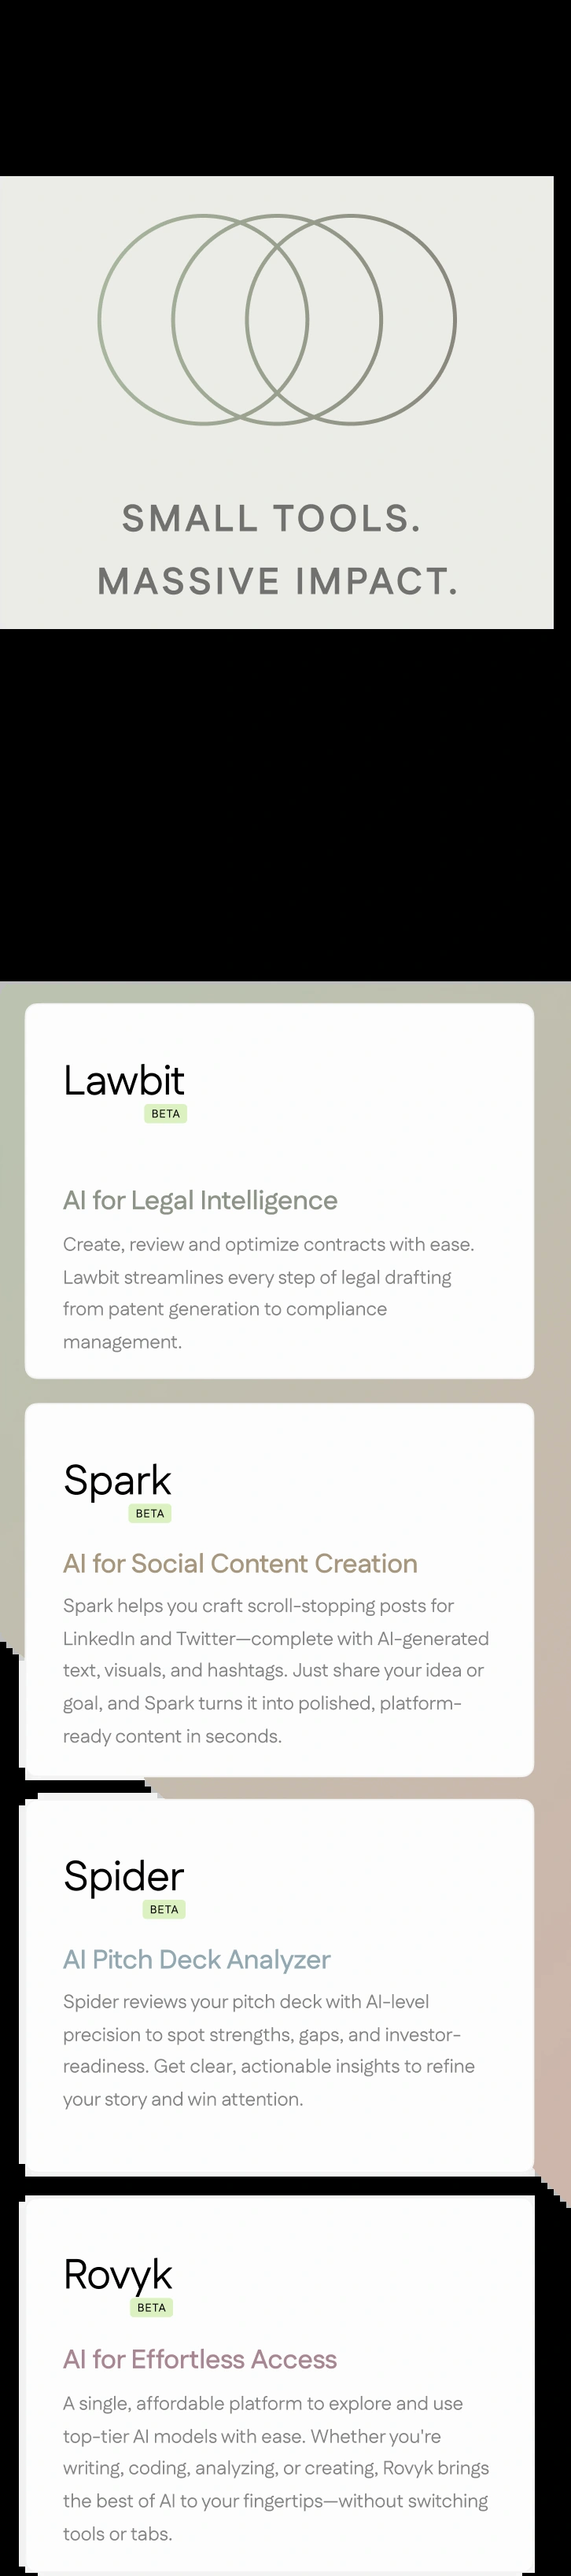 SMALL TOOLS.
MASSIVE IMPACT.
Lawbit
BETA
AI for Legal Intelligence
Create, review and optimize contracts with ease.
Lawbit streamlines every step of legal drafting
from patent generation to compliance
management.
Spark
BETA
AI for Social Content Creation
Spark helps you craft scroll-stopping posts for
LinkedIn and Twitter—complete with AI-generated
text, visuals, and hashtags. Just share your idea or
goal, and Spark turns it into polished, platform-
ready content in seconds.
Spider
BETA
AI Pitch Deck Analyzer
Spider reviews your pitch deck with AI-level
precision to spot strengths, gaps, and investor-
readiness. Get clear, actionable insights to refine
your story and win attention.
Rovyk
BETA
AI for Effortless Access
A single, affordable platform to explore and use
top-tier AI models with ease. Whether you're
writing, coding, analyzing, or creating, Rovyk brings
the best of AI to your fingertips—without switching
tools or tabs.